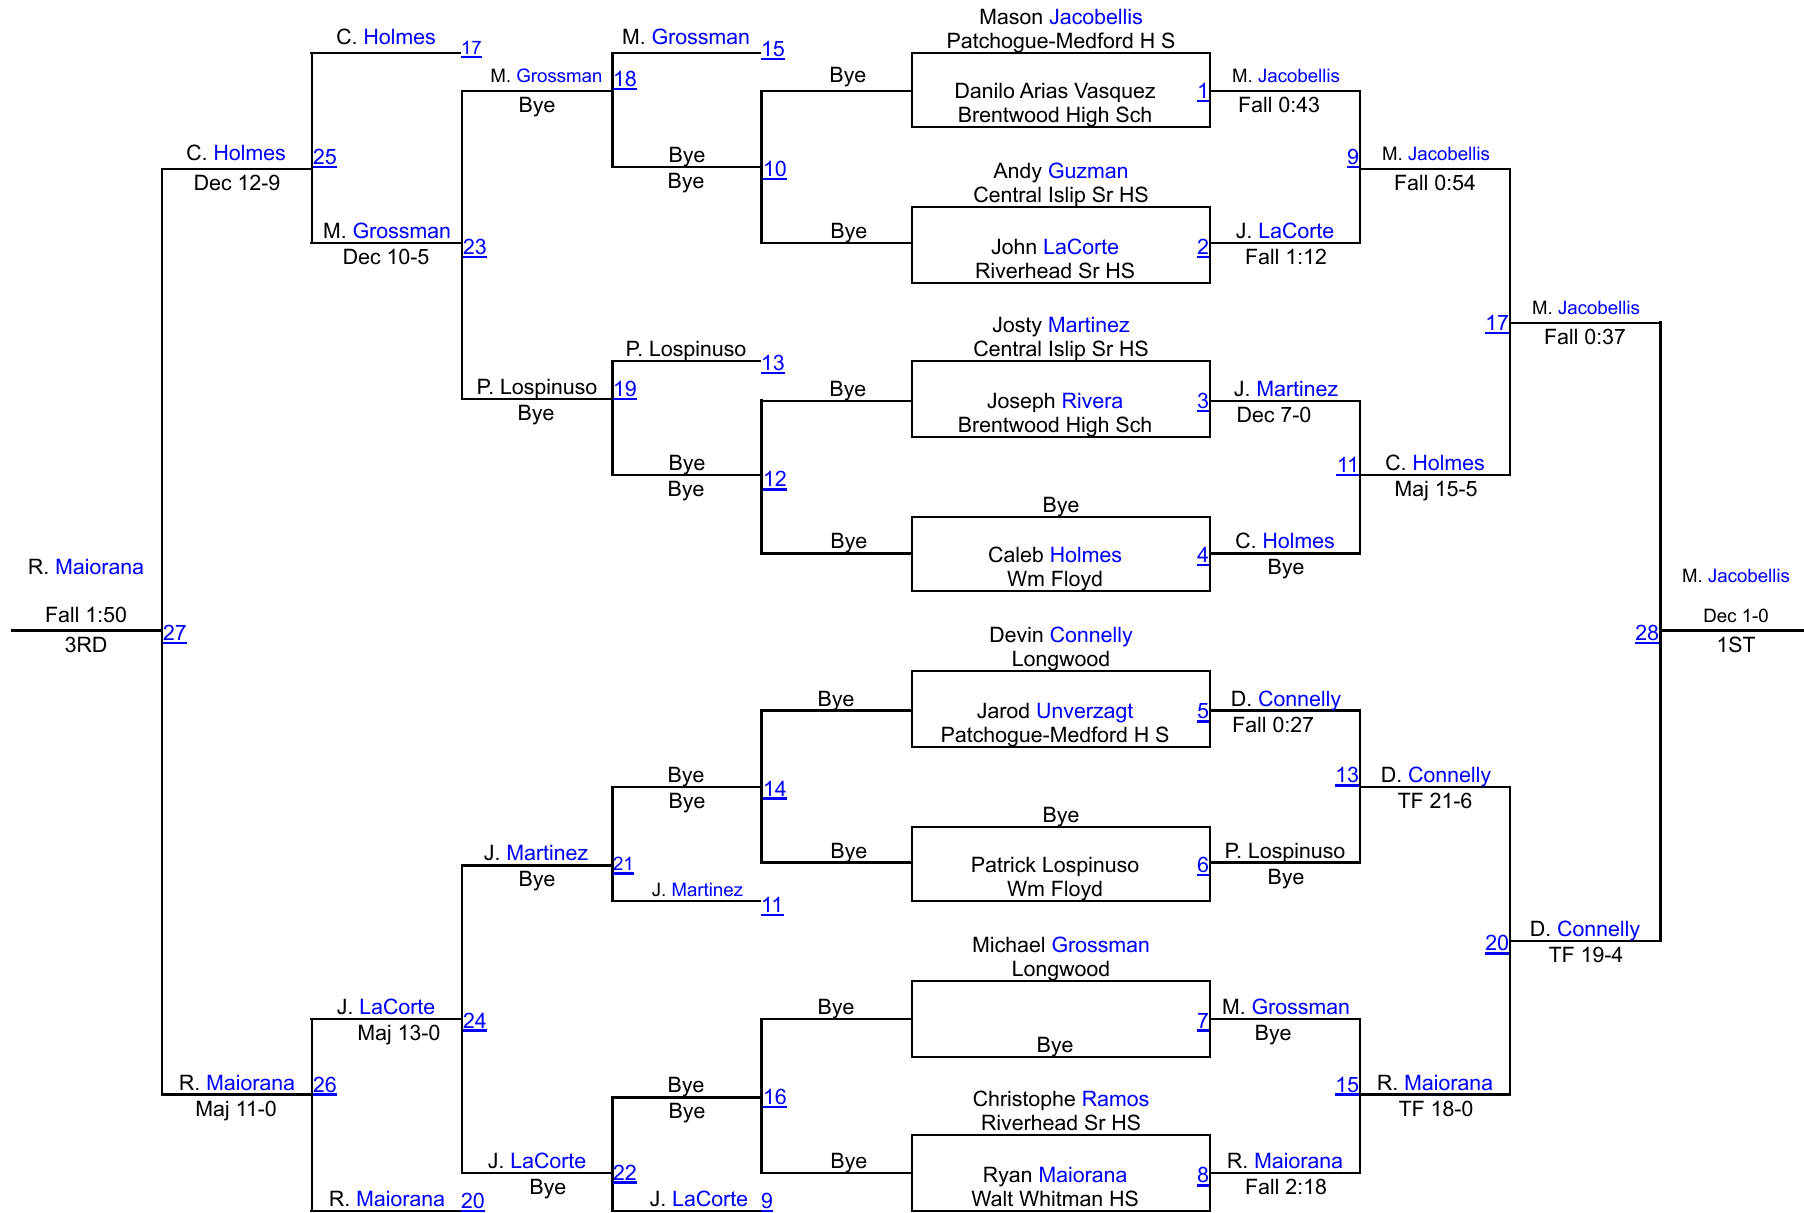 Mason Jacobellis
Patchogue-Medford H S
C. Holmes 17
M. Grossman 15
M. Grossman 18
Bye
Bye
Danilo Arias Vasquez 1
Brentwood High Sch
M. Jacobellis
Fall 0:43
C. Holmes 25
Dec 12-9
Bye
Bye
10
Andy Guzman
Central Islip Sr HS
9
M. Jacobellis
Fall 0:54
M. Grossman 23
Dec 10-5
Bye
John LaCorte 2
Riverhead Sr HS
J. LaCorte
Fall 1:12
Josty Martinez
Central Islip Sr HS
17
M. Jacobellis
Fall 0:37
P. Lospinuso 13
P. Lospinuso 19
Bye
Bye
Joseph Rivera 3
Brentwood High Sch
J. Martinez
Dec 7-0
Bye
Bye
12
11
C. Holmes
Maj 15-5
Bye
Bye
Caleb Holmes 4
Wm Floyd
C. Holmes
Bye
R. Maiorana
Fall 1:50
3RD
27
M. Jacobellis
Dec 1-0
1ST
28
Devin Connelly
Longwood
Bye
Jarod Unverzagt 5
Patchogue-Medford H S
D. Connelly
Fall 0:27
Bye
Bye
14
13
D. Connelly
TF 21-6
Bye
J. Martinez 21
Bye
J. Martinez 11
Bye
Patrick Lospinuso 6
Wm Floyd
P. Lospinuso
Bye
Michael Grossman
Longwood
20
D. Connelly
TF 19-4
J. LaCorte 24
Maj 13-0
Bye
7
Bye
M. Grossman
Bye
R. Maiorana 26
Maj 11-0
Bye
Bye
16
Christophe Ramos
Riverhead Sr HS
15
R. Maiorana
TF 18-0
J. LaCorte 22
Bye
Bye
Ryan Maiorana 8
Walt Whitman HS
R. Maiorana
Fall 2:18
R. Maiorana 20
J. LaCorte 9